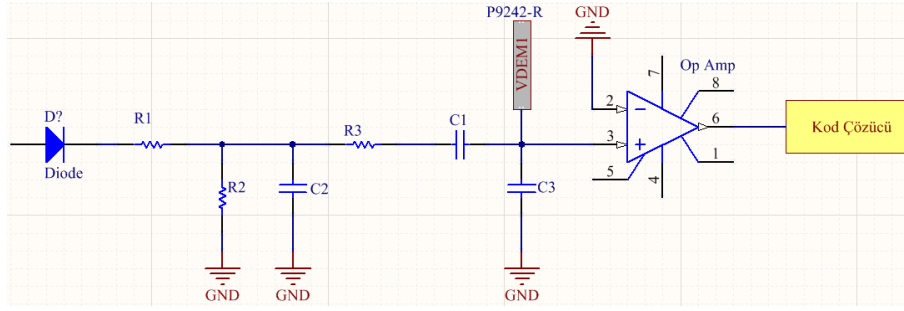 P9242-R
GND
VDEM1
Op Amp
7
8
2
6
Kod Çözücü
3
1
5
4
D?
Diode
R1
R3
C1
R2
C2
C3
GND
GND
GND